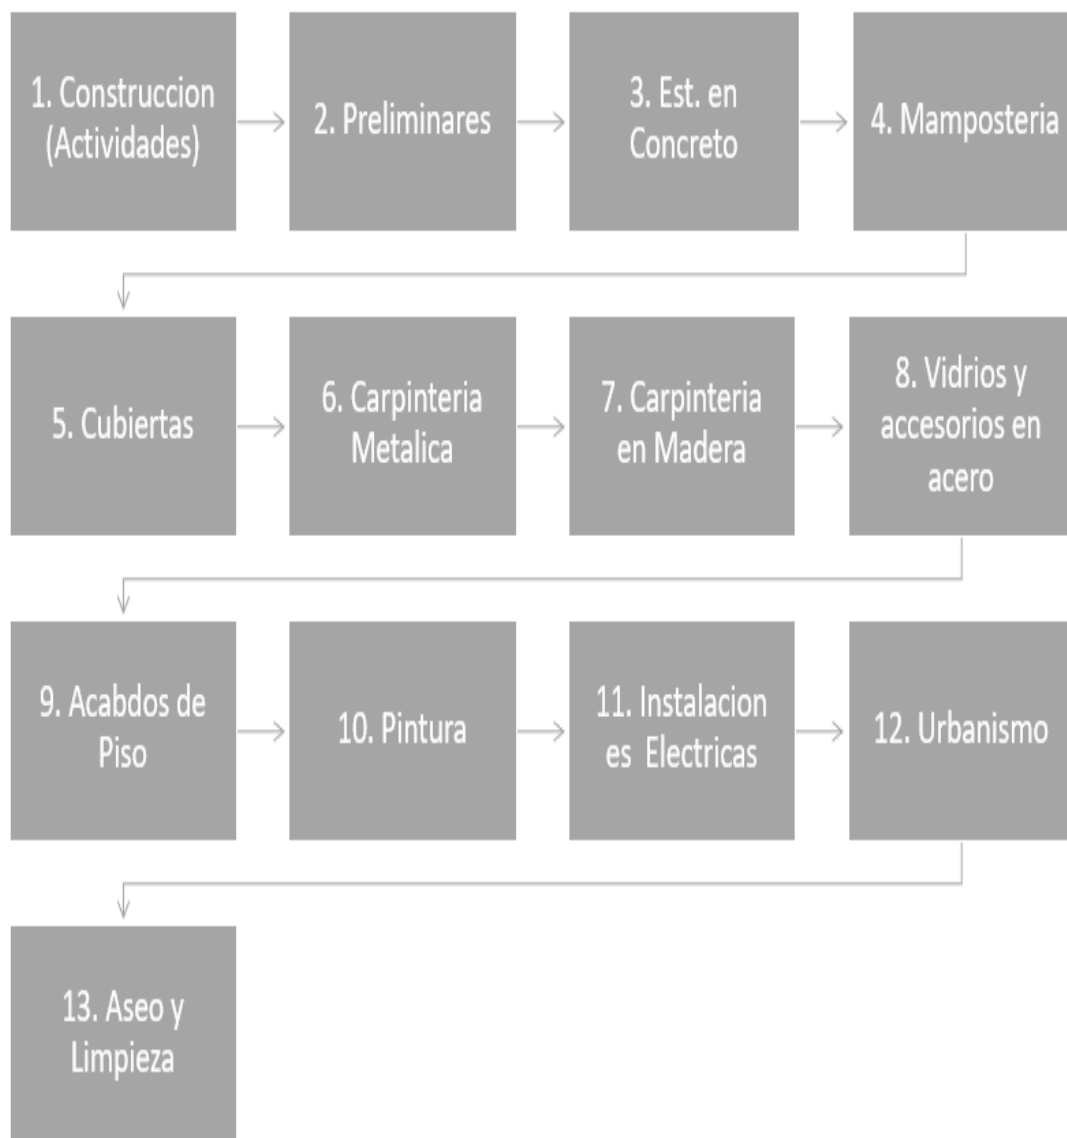 1. Construccion
(Actividades)
2. Preliminares
3. Est. en
Concreto
4. Mamposteria
5. Cubiertas
6. Carpinteria
Metalica
7. Carpinteria
en Madera
8. Vidrios y
accesorios en
acero
9. Acabdos de
Piso
10. Pintura
11. Instalacion
es Electricas
12. Urbanismo
13. Aseo y
Limpieza